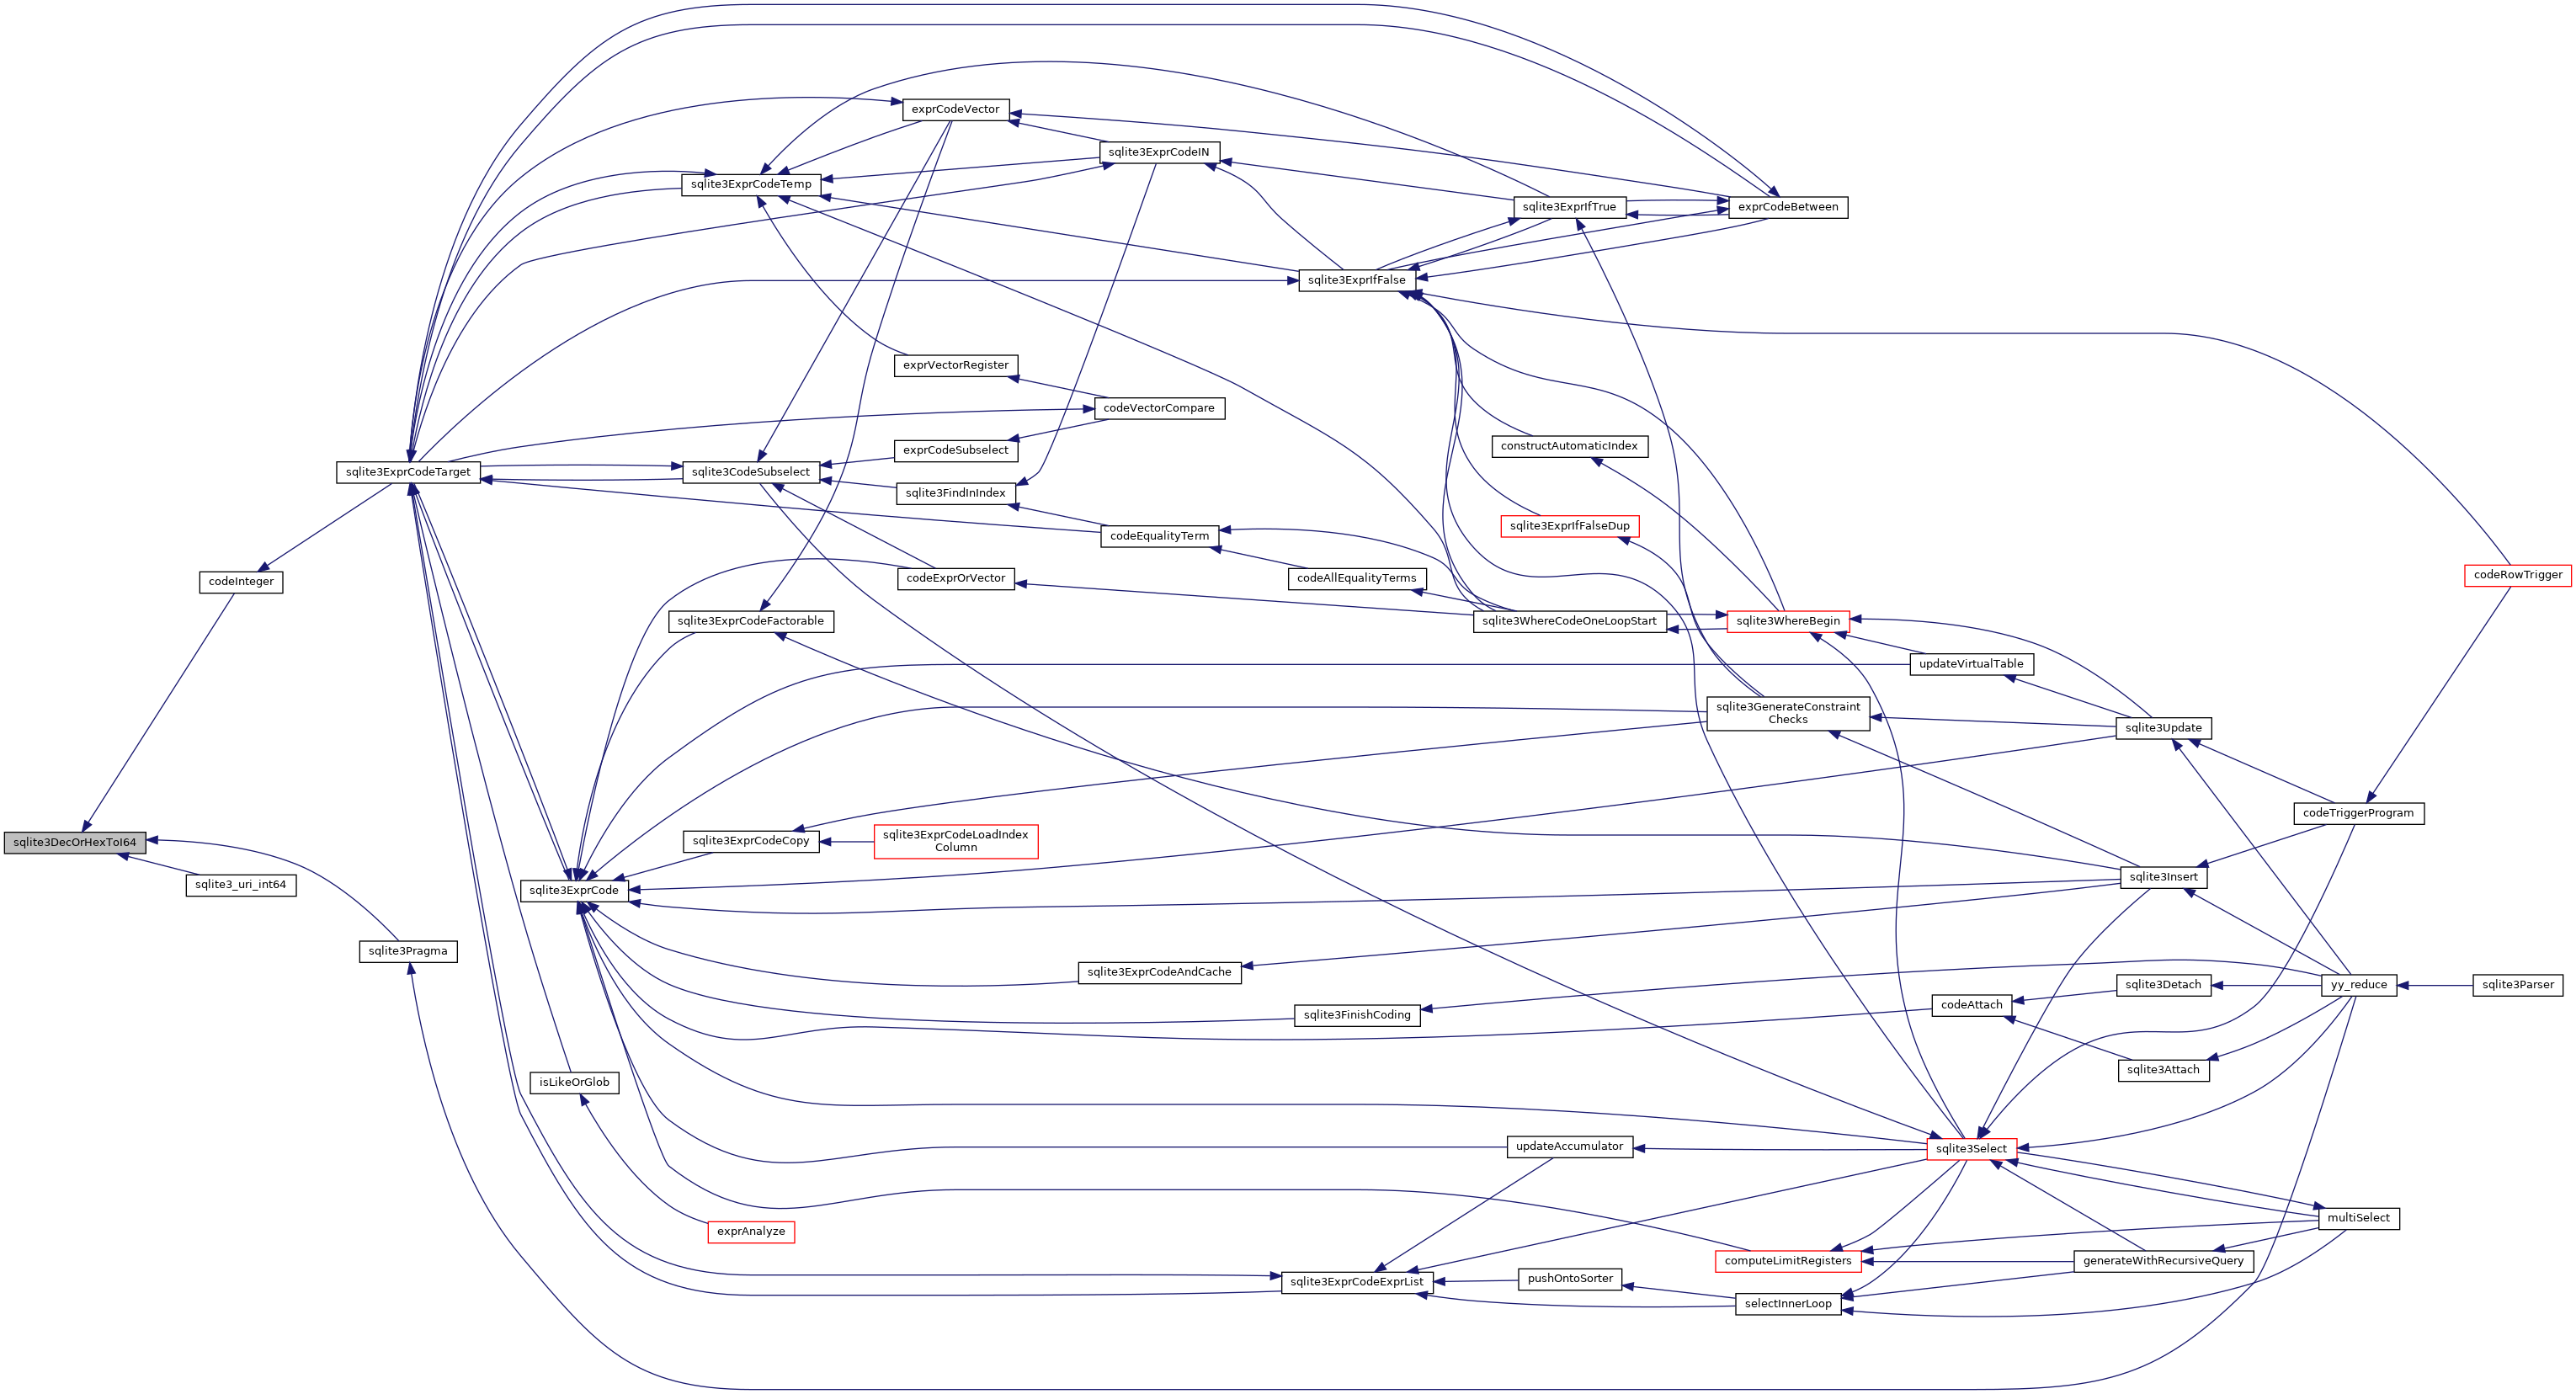 exprCodeVector
sqlite3ExprCodeIN
sqlite3ExprCodeTemp
sqlite3ExprIfTrue
exprCodeBetween
sqlite3ExprIfFalse
exprVectorRegister
codeVectorCompare
constructAutomaticIndex
exprCodeSubselect
sqlite3ExprCodeTarget
sqlite3CodeSubselect
sqlite3FindInIndex
sqlite3ExprIfFalseDup
codeEqualityTerm
codeInteger
codeExprOrVector
codeAllEqualityTerms
codeRowTrigger
sqlite3ExprCodeFactorable
sqlite3WhereCodeOneLoopStart
sqlite3WhereBegin
updateVirtualTable
sqlite3GenerateConstraint
Checks
sqlite3Update
codeTriggerProgram
sqlite3DecOrHexToI64
sqlite3ExprCodeCopy
sqlite3ExprCodeLoadIndex
Column
sqlite3_uri_int64
sqlite3ExprCode
sqlite3Insert
sqlite3Pragma
sqlite3ExprCodeAndCache
sqlite3Detach
yy_reduce
sqlite3Parser
codeAttach
sqlite3FinishCoding
sqlite3Attach
isLikeOrGlob
updateAccumulator
sqlite3Select
multiSelect
exprAnalyze
computeLimitRegisters
generateWithRecursiveQuery
sqlite3ExprCodeExprList
pushOntoSorter
selectInnerLoop